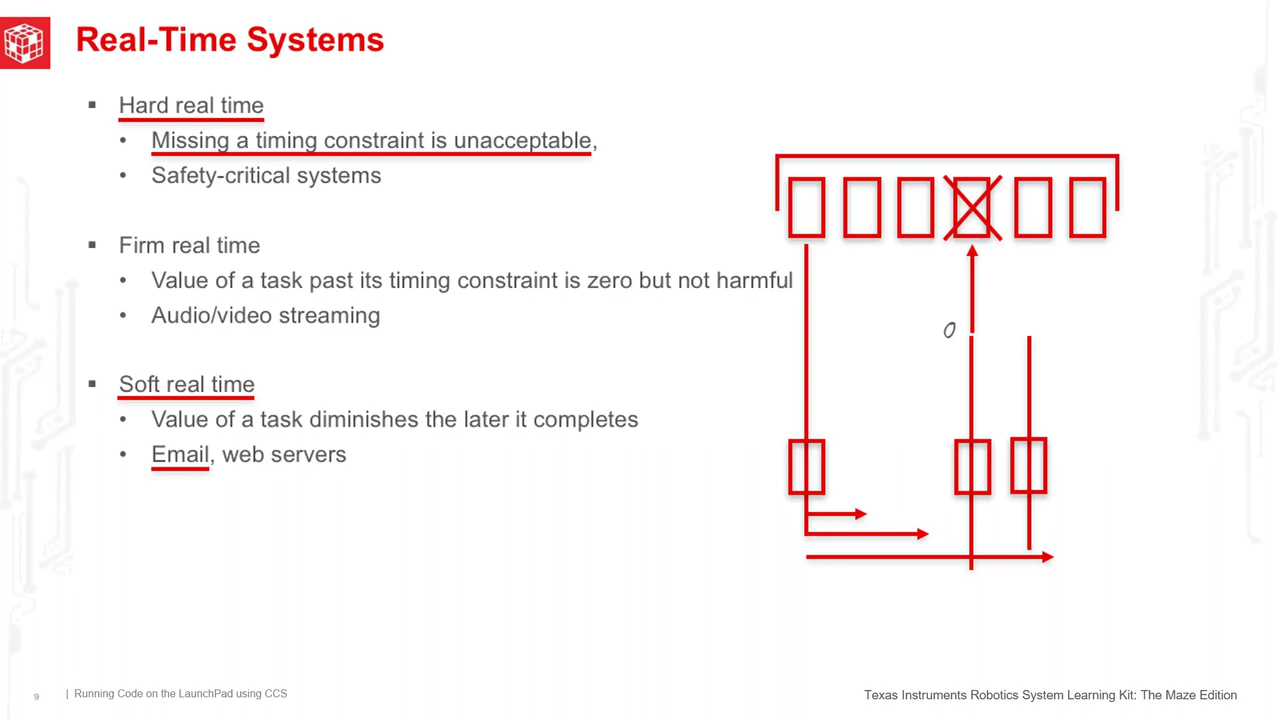 Real-Time Systems
▪ Hard real time
• Missing a timing constraint is unacceptable,
• Safety-critical systems
▪ Firm real time
• Value of a task past its timing constraint is zero but not harmful
• Audio/video streaming
0
▪ Soft real time
• Value of a task diminishes the later it completes
• Email, web servers
9 | Running Code on the LaunchPad using CCS
Texas Instruments Robotics System Learning Kit: The Maze Edition